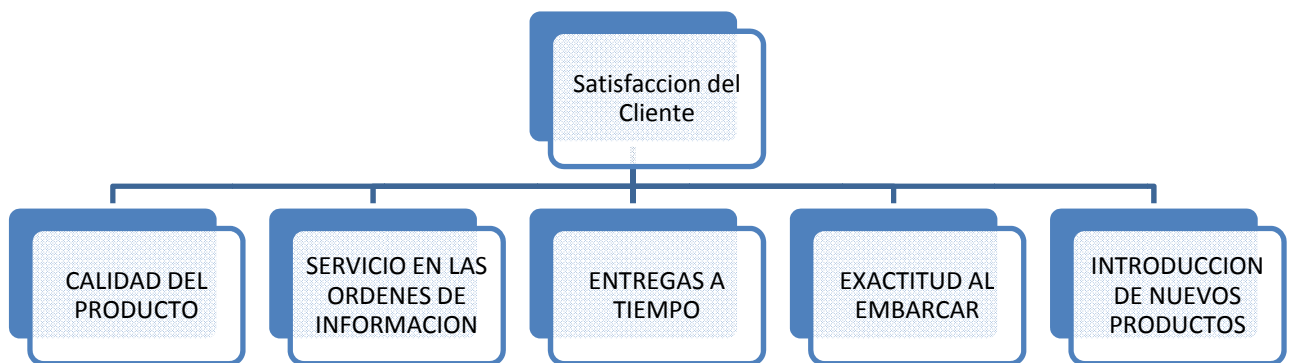 Satisfaccion del
Cliente
CALIDAD DEL
PRODUCTO
SERVICIO EN LAS
ORDENES DE
INFORMACION
ENTREGAS A
TIEMPO
EXACTITUD AL
EMBARCAR
INTRODUCCION
DE NUEVOS
PRODUCTOS